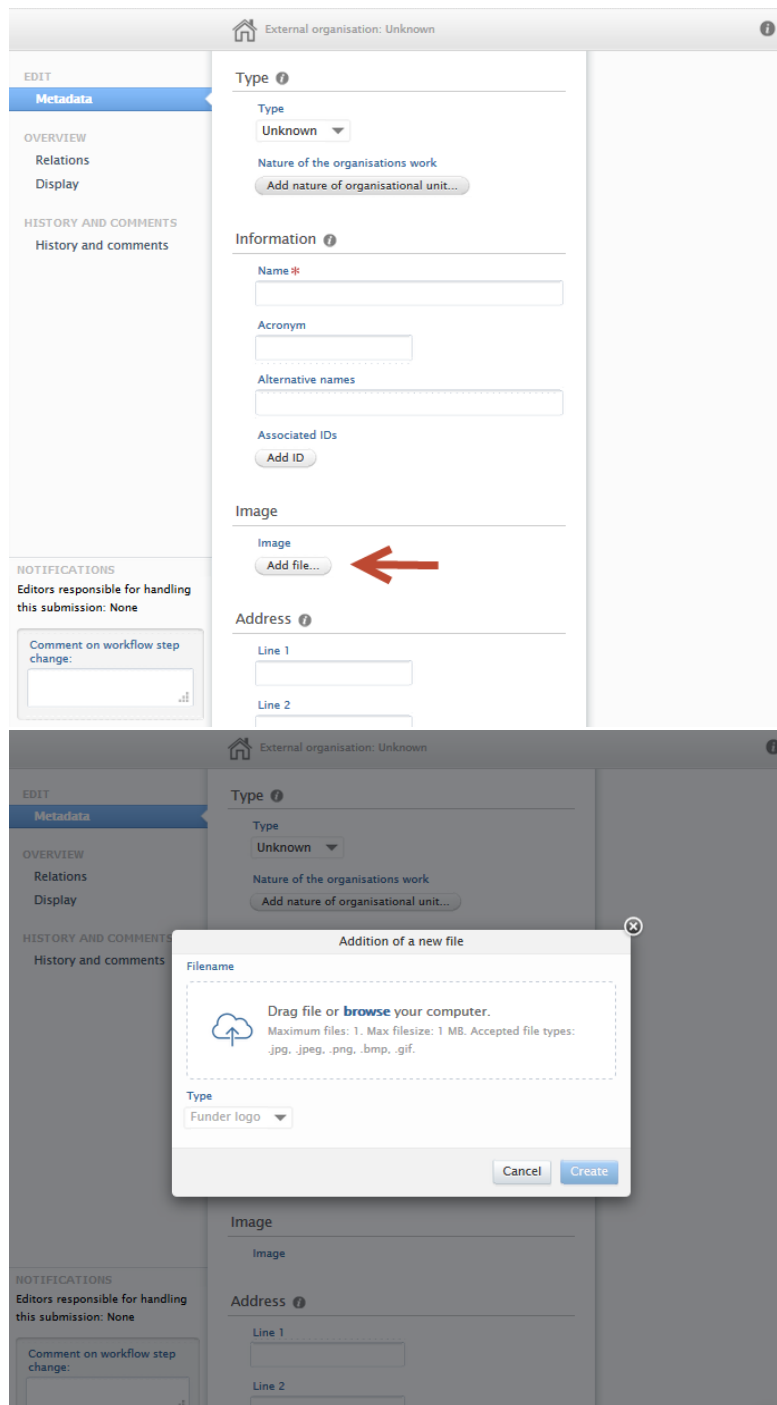 External organisation: Unknown
EDIT
Metadata
OVERVIEW
Relations
Display
HISTORY AND COMMENTS
History and comments
NOTIFICATIONS
Editors responsible for handling
this submission: None
Comment on workflow step
change:
Type
Type
Unknown
Nature of the organisations work
Add nature of organisational unit...
Information
Name*
Acronym
Alternative names
Associated IDs
Add ID
Image
Image
Add file...
Address
Line 1
Line 2
External organisation: Unknown
EDIT
Metadata
OVERVIEW
Relations
Display
HISTORY AND COMMENTS
History and comments
NOTIFICATIONS
Editors responsible for handling
this submission: None
Comment on workflow step
change:
Type
Type
Unknown
Nature of the organisations work
Add nature of organisational unit...
Addition of a new file
Filename
Drag file or browse your computer.
Maximum files: 1. Max filesize: 1 MB. Accepted file types:
.jpg, .jpeg, .png, .bmp, .gif.
Type
Funder logo
Cancel
Create
Image
Image
Address
Line 1
Line 2